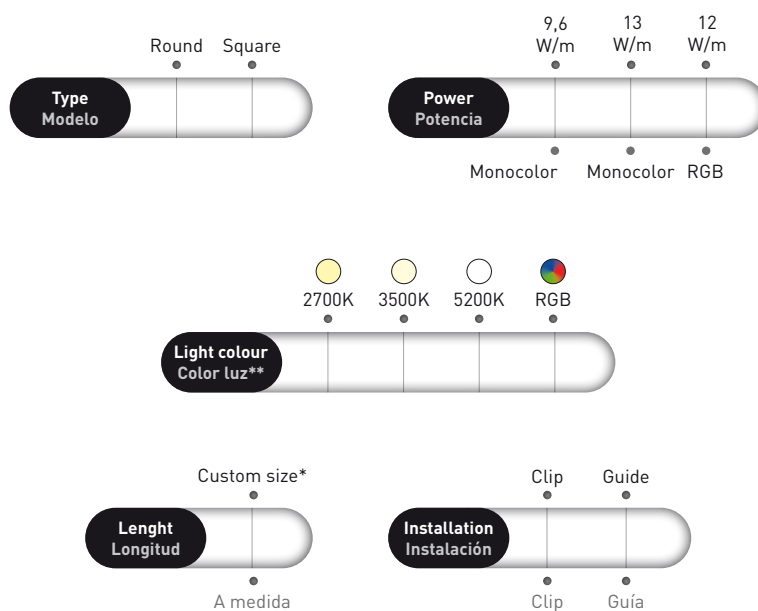 Round Square
Type
Modelo
9,6 13 12
W/m W/m W/m
Power
Potencia
Monocolor Monocolor RGB
2700K 3500K 5200K RGB
Light colour
Color luz**
Custom size*
Lenght
Longitud
A medida
Clip Guide
Installation
Instalación
Clip Guía